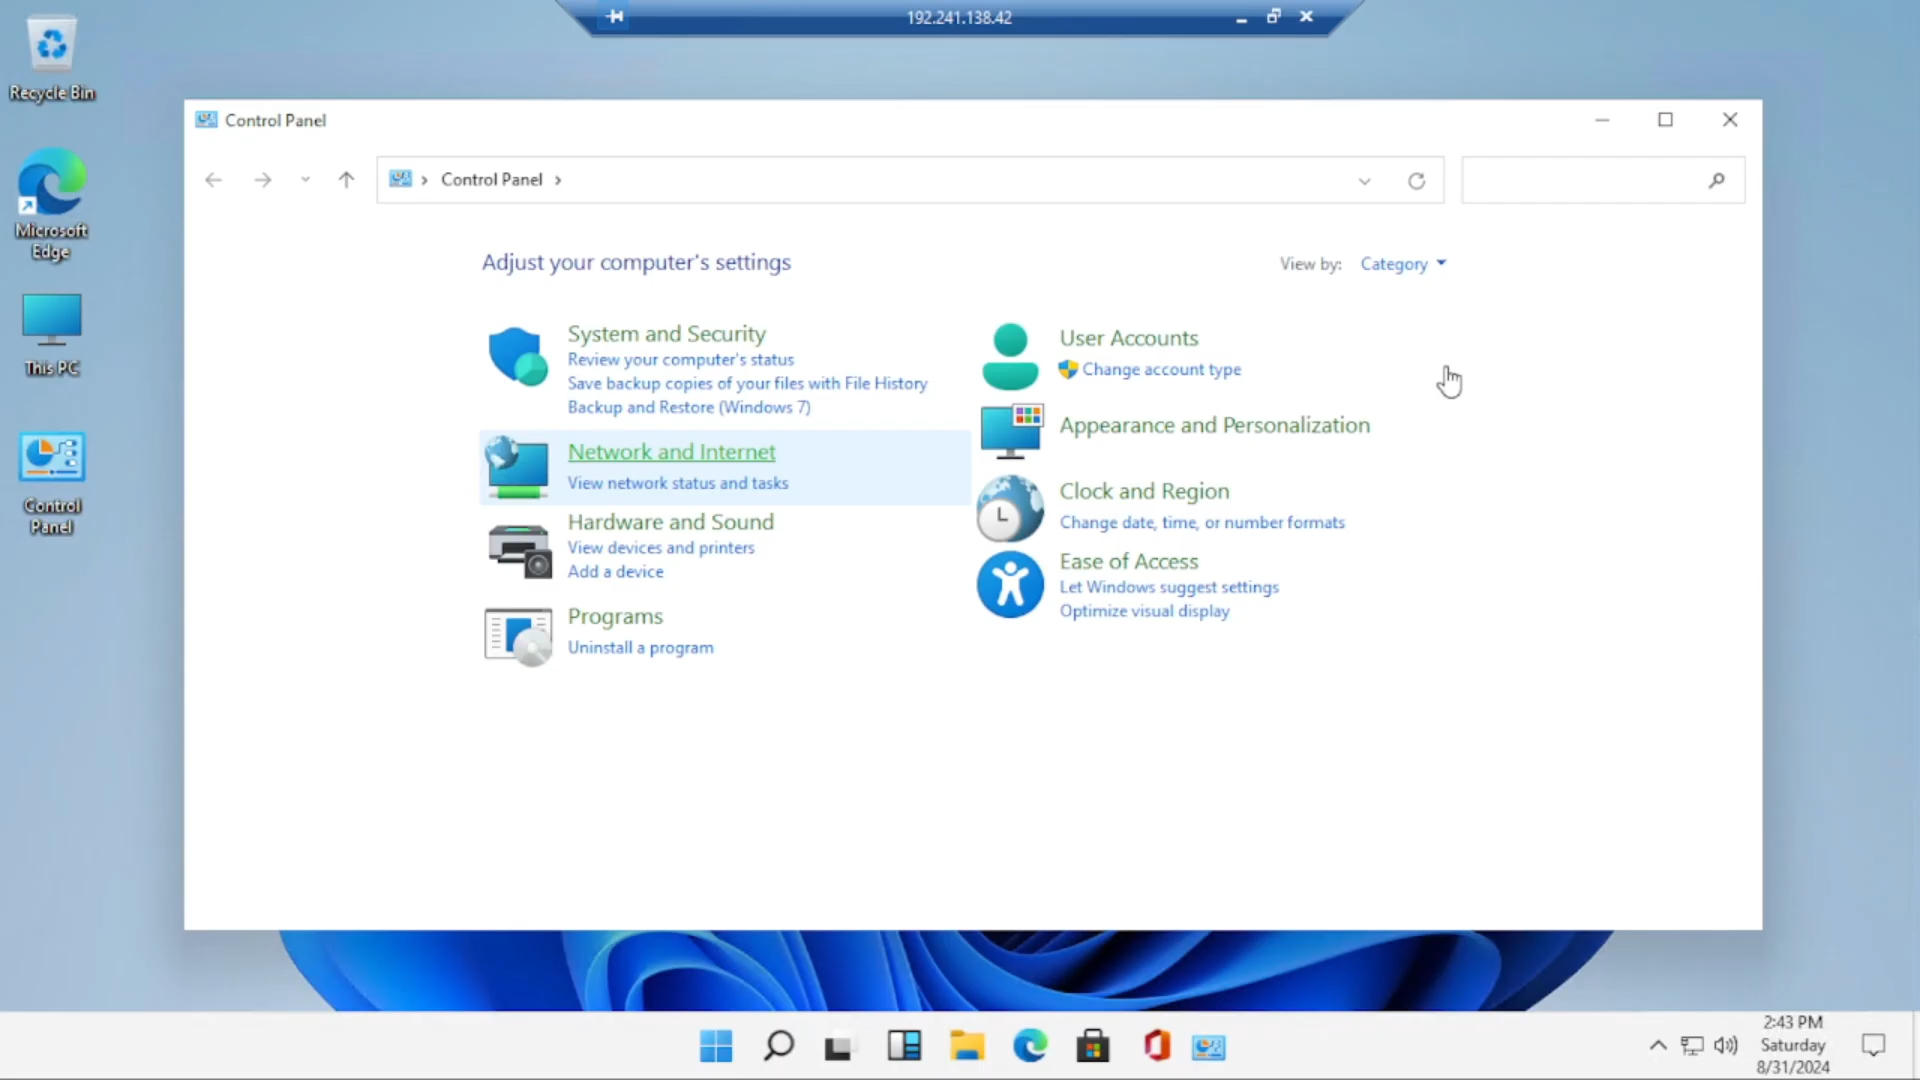 192.241.138.42
Recycle Bin
Microsoft
Edge
This PC
Control
Panel
Control Panel
Control Panel
Adjust your computer's settings
View by: Category
System and Security
Review your computer's status
Save backup copies of your files with File History
Backup and Restore (Windows 7)
Network and Internet
View network status and tasks
Hardware and Sound
View devices and printers
Add a device
Programs
Uninstall a program
User Accounts
Change account type
Appearance and Personalization
Clock and Region
Change date, time, or number formats
Ease of Access
Let Windows suggest settings
Optimize visual display
2:43 PM
Saturday
8/31/2024